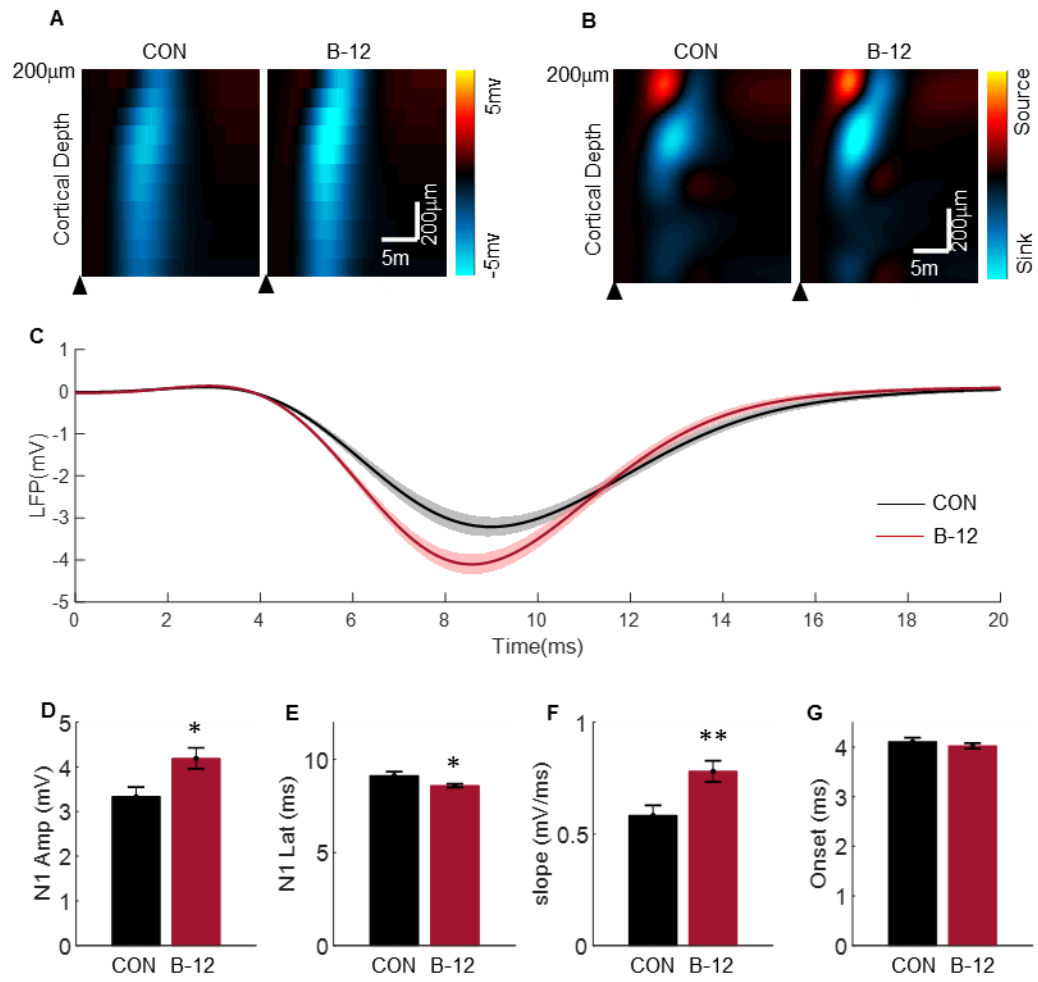 A
B
CON
B-12
CON
B-12
200μm
5mv
200μm
Source
Cortical Depth
200μm
5m
-5mv
Cortical Depth
200μm
5m
Sink
C
1
0
-1
-2
-3
-4
-5
LFP(mV)
CON
B-12
0
2
4
6
8
10
12
14
16
18
20
Time(ms)
D
5
4
3
2
1
0
N1 Amp (mV)
*
CON
B-12
E
10
5
0
N1 Lat (ms)
*
CON
B-12
F
1
0.5
0
slope (mV/ms)
**
CON
B-12
G
4
3
2
1
0
Onset (ms)
CON
B-12